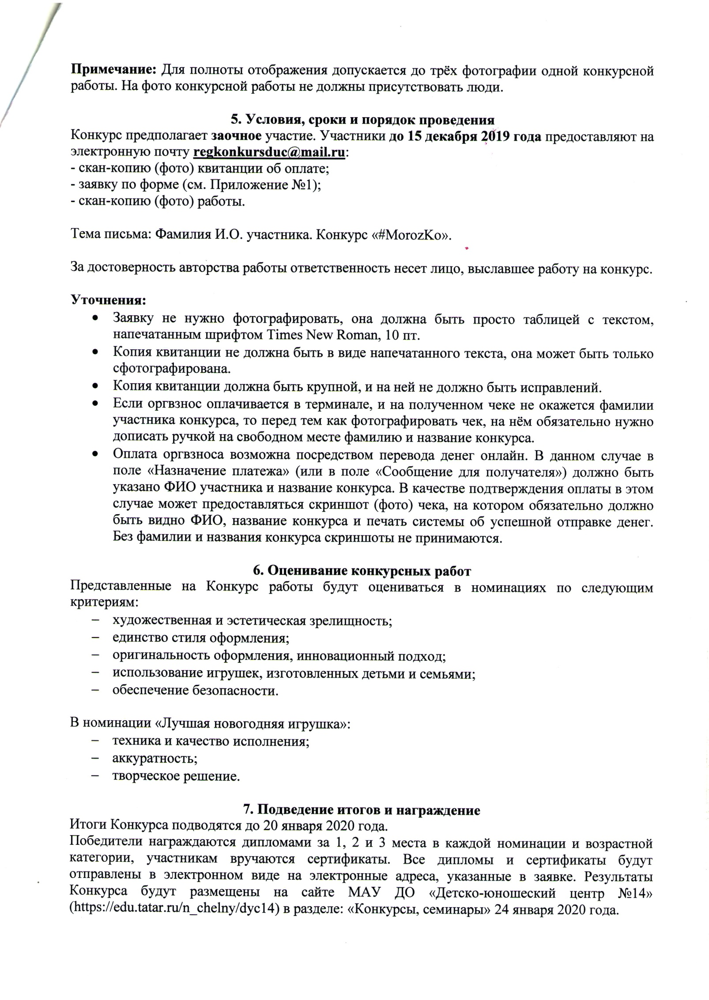 Примечание: Для полноты отображения допускается до трёх фотографии одной конкурсной
работы. На фото конкурсной работы не должны присутствовать люди.
5. Условия, сроки и порядок проведения
Конкурс предполагает заочное участие. Участники до 15 декабря 2019 года предоставляют на
электронную почту regkonkursduc@mail.ru:
- скан-копию (фото) квитанции об оплате;
- заявку по форме (см. Приложение №1);
- скан-копию (фото) работы.
Тема письма: Фамилия И.О. участника. Конкурс «#MorozKo».
За достоверность авторства работы ответственность несет лицо, выславшее работу на конкурс.
Уточнения:
• Заявку не нужно фотографировать, она должна быть просто таблицей с текстом,
напечатанным шрифтом Times New Roman, 10 пт.
• Копия квитанции не должна быть в виде напечатанного текста, она может быть только
сфотографирована.
• Копия квитанции должна быть крупной, и на ней не должно быть исправлений.
• Если оргвзнос оплачивается в терминале, и на полученном чеке не окажется фамилии
участника конкурса, то перед тем как фотографировать чек, на нём обязательно нужно
дописать ручкой на свободном месте фамилию и название конкурса.
• Оплата оргвзноса возможна посредством перевода денег онлайн. В данном случае в
поле «Назначение платежа» (или в поле «Сообщение для получателя») должно быть
указано ФИО участника и название конкурса. В качестве подтверждения оплаты в этом
случае может предоставляться скриншот (фото) чека, на котором обязательно должно
быть видно ФИО, название конкурса и печать системы об успешной отправке денег.
Без фамилии и названия конкурса скриншоты не принимаются.
6. Оценивание конкурсных работ
Представленные на Конкурс работы будут оцениваться в номинациях по следующим
критериям:
– художественная и эстетическая зрелищность;
– единство стиля оформления;
– оригинальность оформления, инновационный подход;
– использование игрушек, изготовленных детьми и семьями;
– обеспечение безопасности.
В номинации «Лучшая новогодняя игрушка»:
– техника и качество исполнения;
– аккуратность;
– творческое решение.
7. Подведение итогов и награждение
Итоги Конкурса подводятся до 20 января 2020 года.
Победители награждаются дипломами за 1, 2 и 3 места в каждой номинации и возрастной
категории, участникам вручаются сертификаты. Все дипломы и сертификаты будут
отправлены в электронном виде на электронные адреса, указанные в заявке. Результаты
Конкурса будут размещены на сайте МАУ ДО «Детско-юношеский центр №14»
(https://edu.tatar.ru/n_chelny/dyc14) в разделе: «Конкурсы, семинары» 24 января 2020 года.